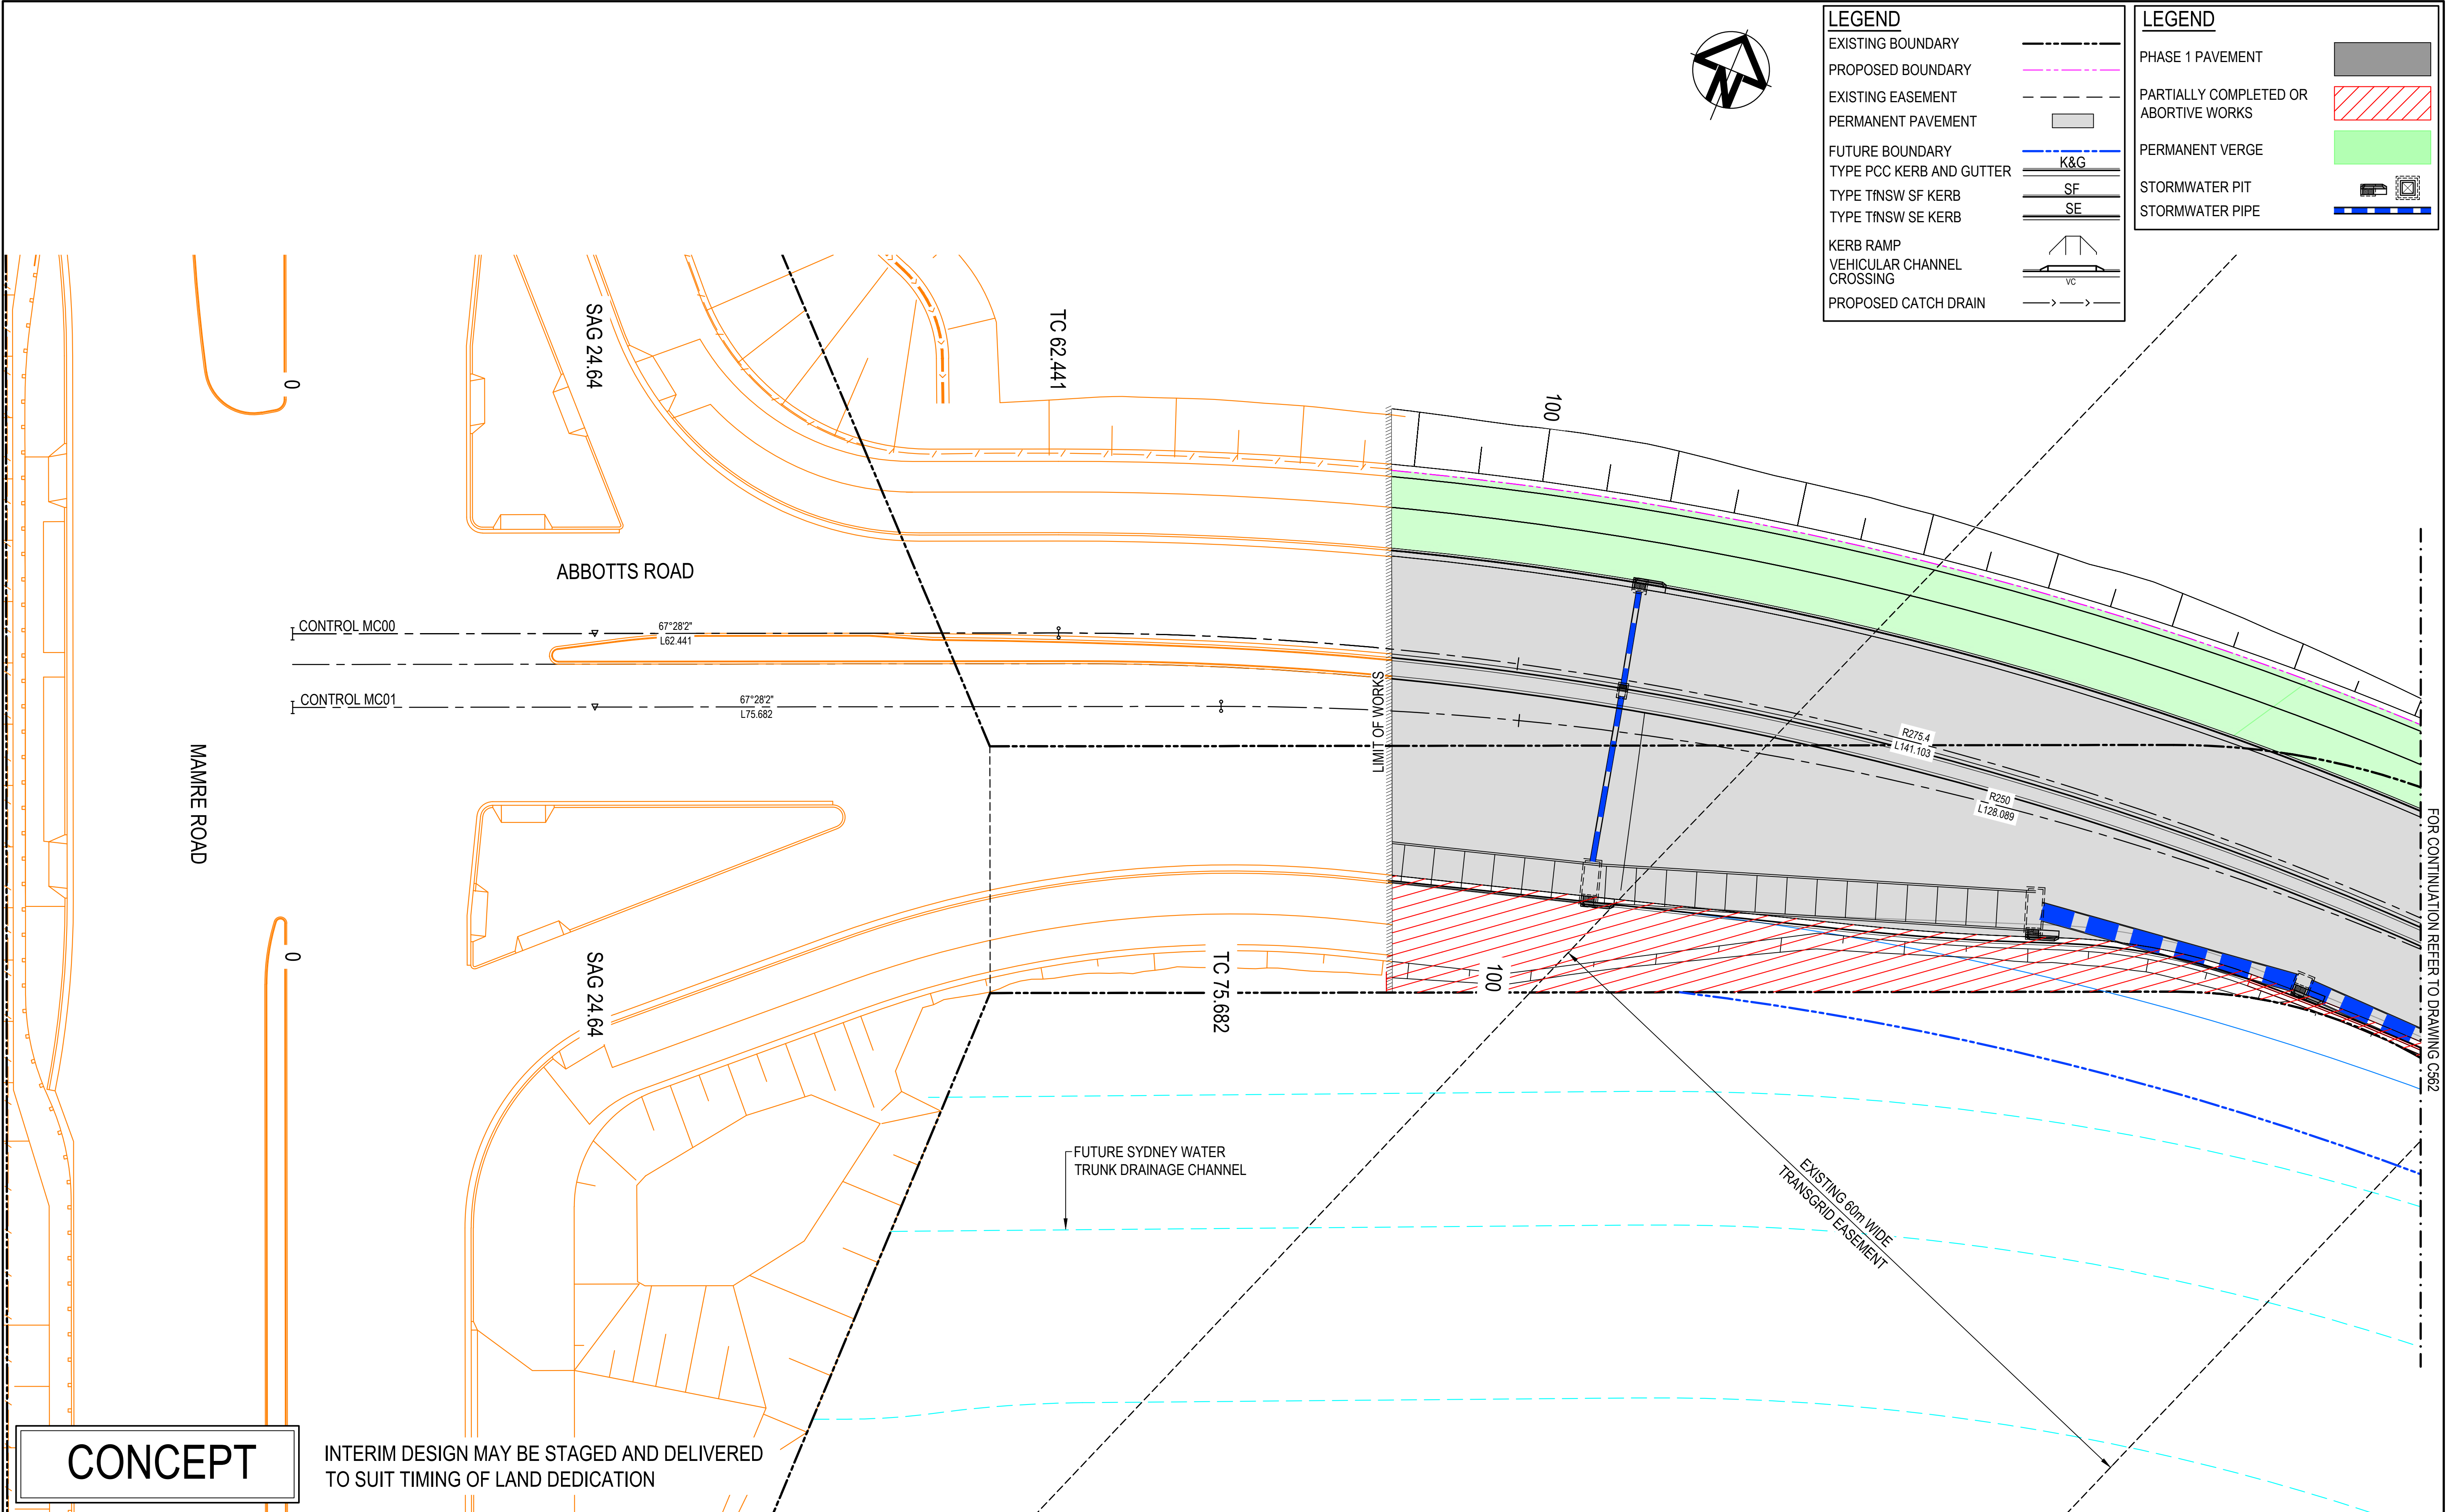 LEGEND
EXISTING BOUNDARY
PROPOSED BOUNDARY
EXISTING EASEMENT
PERMANENT PAVEMENT
FUTURE BOUNDARY
TYPE PCC KERB AND GUTTER
K&G
TYPE TfNSW SF KERB
SF
TYPE TfNSW SE KERB
SE
KERB RAMP
VEHICULAR CHANNEL
CROSSING
VC
PROPOSED CATCH DRAIN
LEGEND
PHASE 1 PAVEMENT
PARTIALLY COMPLETED OR
ABORTIVE WORKS
PERMANENT VERGE
STORMWATER PIT
STORMWATER PIPE
N
0
SAG 24.64
TC 62.441
100
ABBOTTS ROAD
CONTROL MC00
67°28'2"
L62.441
CONTROL MC01
67°28'2"
L75.682
LIMIT OF WORKS
R275.4
L141.103
R250
L128.089
MAMRE ROAD
0
SAG 24.64
TC 75.682
100
FOR CONTINUATION REFER TO DRAWING C562
FUTURE SYDNEY WATER
TRUNK DRAINAGE CHANNEL
EXISTING 60m WIDE
TRANSGRID EASEMENT
CONCEPT
INTERIM DESIGN MAY BE STAGED AND DELIVERED
TO SUIT TIMING OF LAND DEDICATION